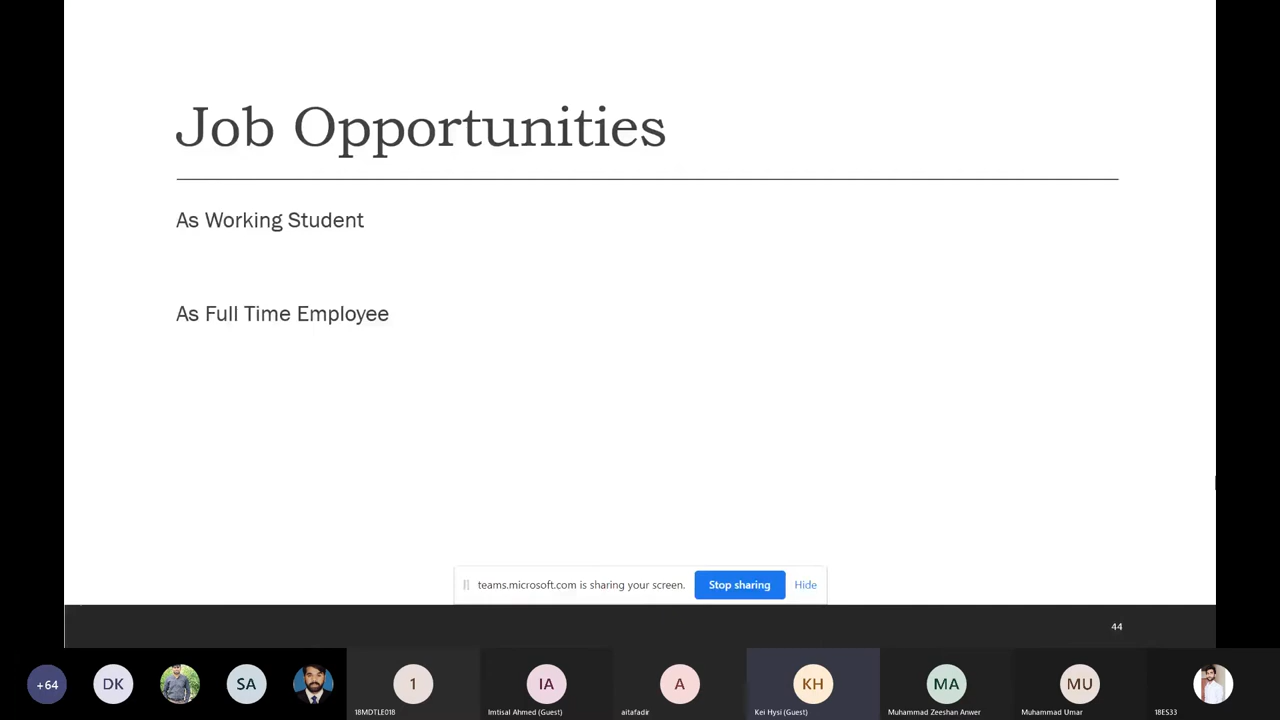 Job Opportunities
As Working Student
As Full Time Employee
teams.microsoft.com is sharing your screen. Stop sharing Hide
44
+64 DK SA 1 IA A KH MA MU
18MDTLE018 Imtisal Ahmed (Guest) aitafadir Kei Hysi (Guest) Muhammad Zeeshan Anwer Muhammad Umar 18ES33